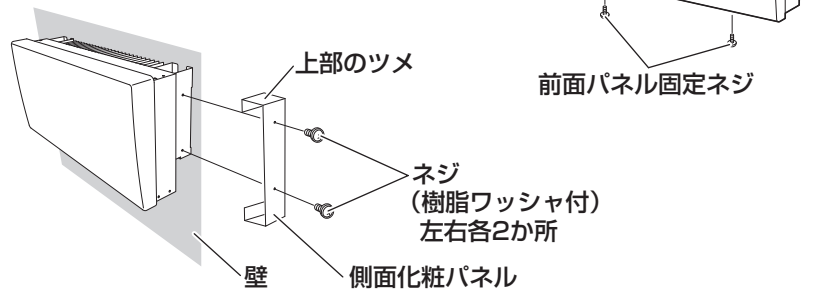 上部のツメ
前面パネル固定ネジ
ネジ
（樹脂ワッシャ付）
左右各2か所
壁
側面化粧パネル